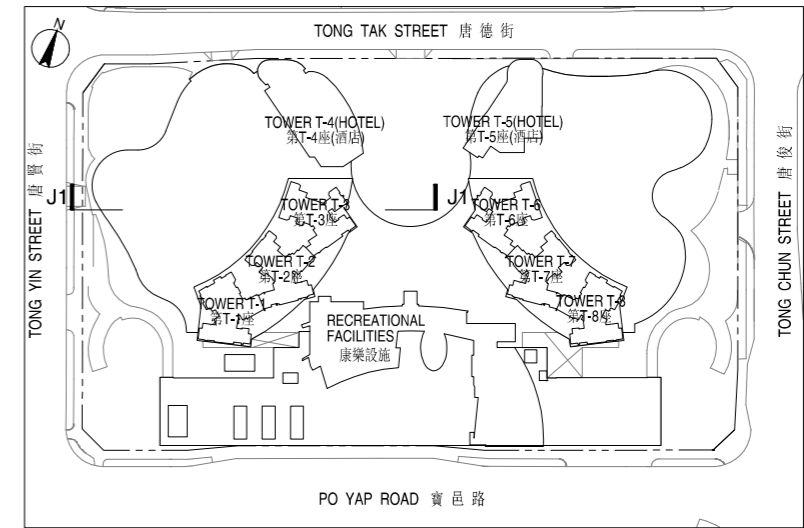 N
TONG TAK STREET 唐德街
TOWER T-4(HOTEL)
第T-4座(酒店)
TOWER T-5(HOTEL)
第T-5座(酒店)
TONG YIN STREET 唐賢街
J1
J1
TONG CHUN STREET 唐俊街
TOWER T-3
第T-3座
TOWER T-6
第T-6座
TOWER T-2
第T-2座
TOWER T-7
第T-7座
TOWER T-1
第T-1座
TOWER T-8
第T-8座
RECREATIONAL
FACILITIES
康樂設施
PO YAP ROAD 寶邑路